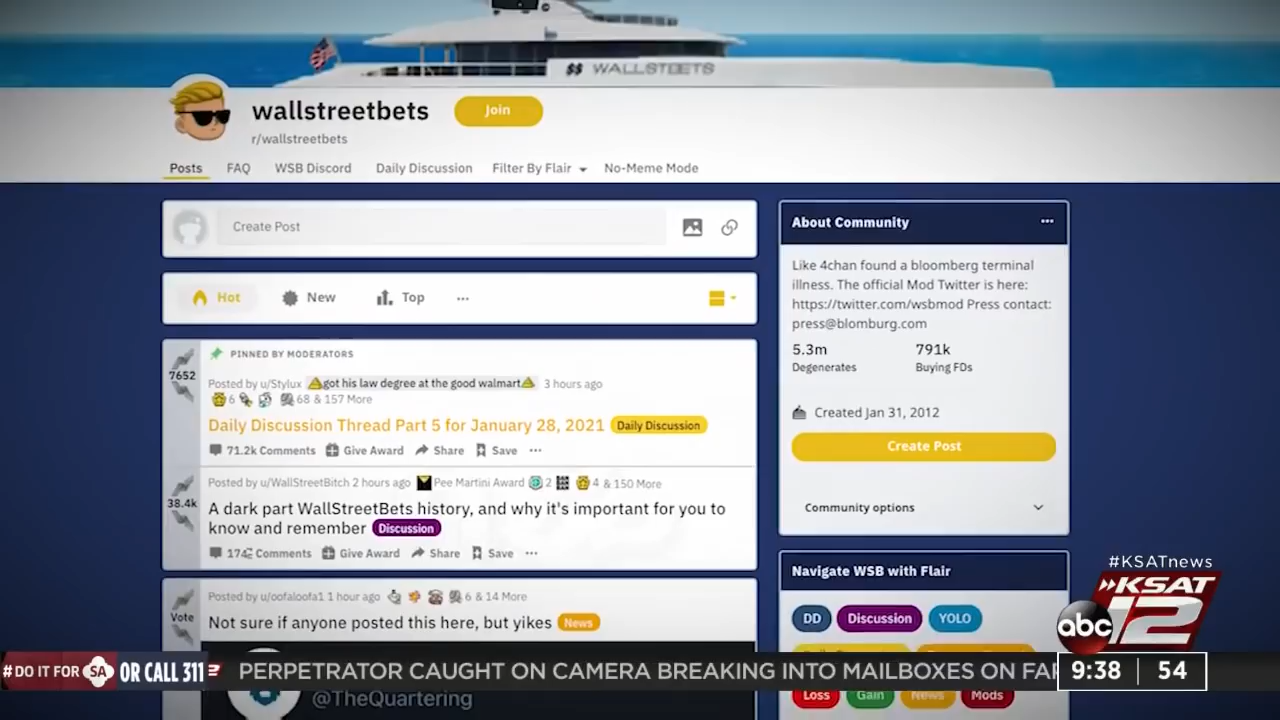 $$ WALLSTBETS
wallstreetbets
Join
r/wallstreetbets
Posts FAQ WSB Discord Daily Discussion Filter By Flair No-Meme Mode
Create Post
Hot New Top ...
PINNED BY MODERATORS
7652
Posted by u/Stylux got his law degree at the good walmart 3 hours ago
6 68 & 157 More
Daily Discussion Thread Part 5 for January 28, 2021 Daily Discussion
71.2k Comments Give Award Share Save ...
Posted by u/WallStreetBitch 2 hours ago Pee Martini Award 2 4 & 150 More
38.4k
A dark part WallStreetBets history, and why it's important for you to
know and remember Discussion
Comments Give Award Share Save ...
Posted by u/oofaloofa1 1 hour ago 6 & 14 More
Vote
Not sure if anyone posted this here, but yikes News
@TheQuartering
About Community ...
Like 4chan found a bloomberg terminal
illness. The official Mod Twitter is here:
https://twitter.com/wsbmod Press contact:
press@blomburg.com
5.3m 791k
Degenerates Buying FDs
Created Jan 31, 2012
Create Post
Community options
Navigate WSB with Flair
DD Discussion YOLO
Loss Gain News Mods
#KSATnews
KSAT
abc 12
#DO IT FOR SA OR CALL 311
PERPETRATOR CAUGHT ON CAMERA BREAKING INTO MAILBOXES ON
9:38 54